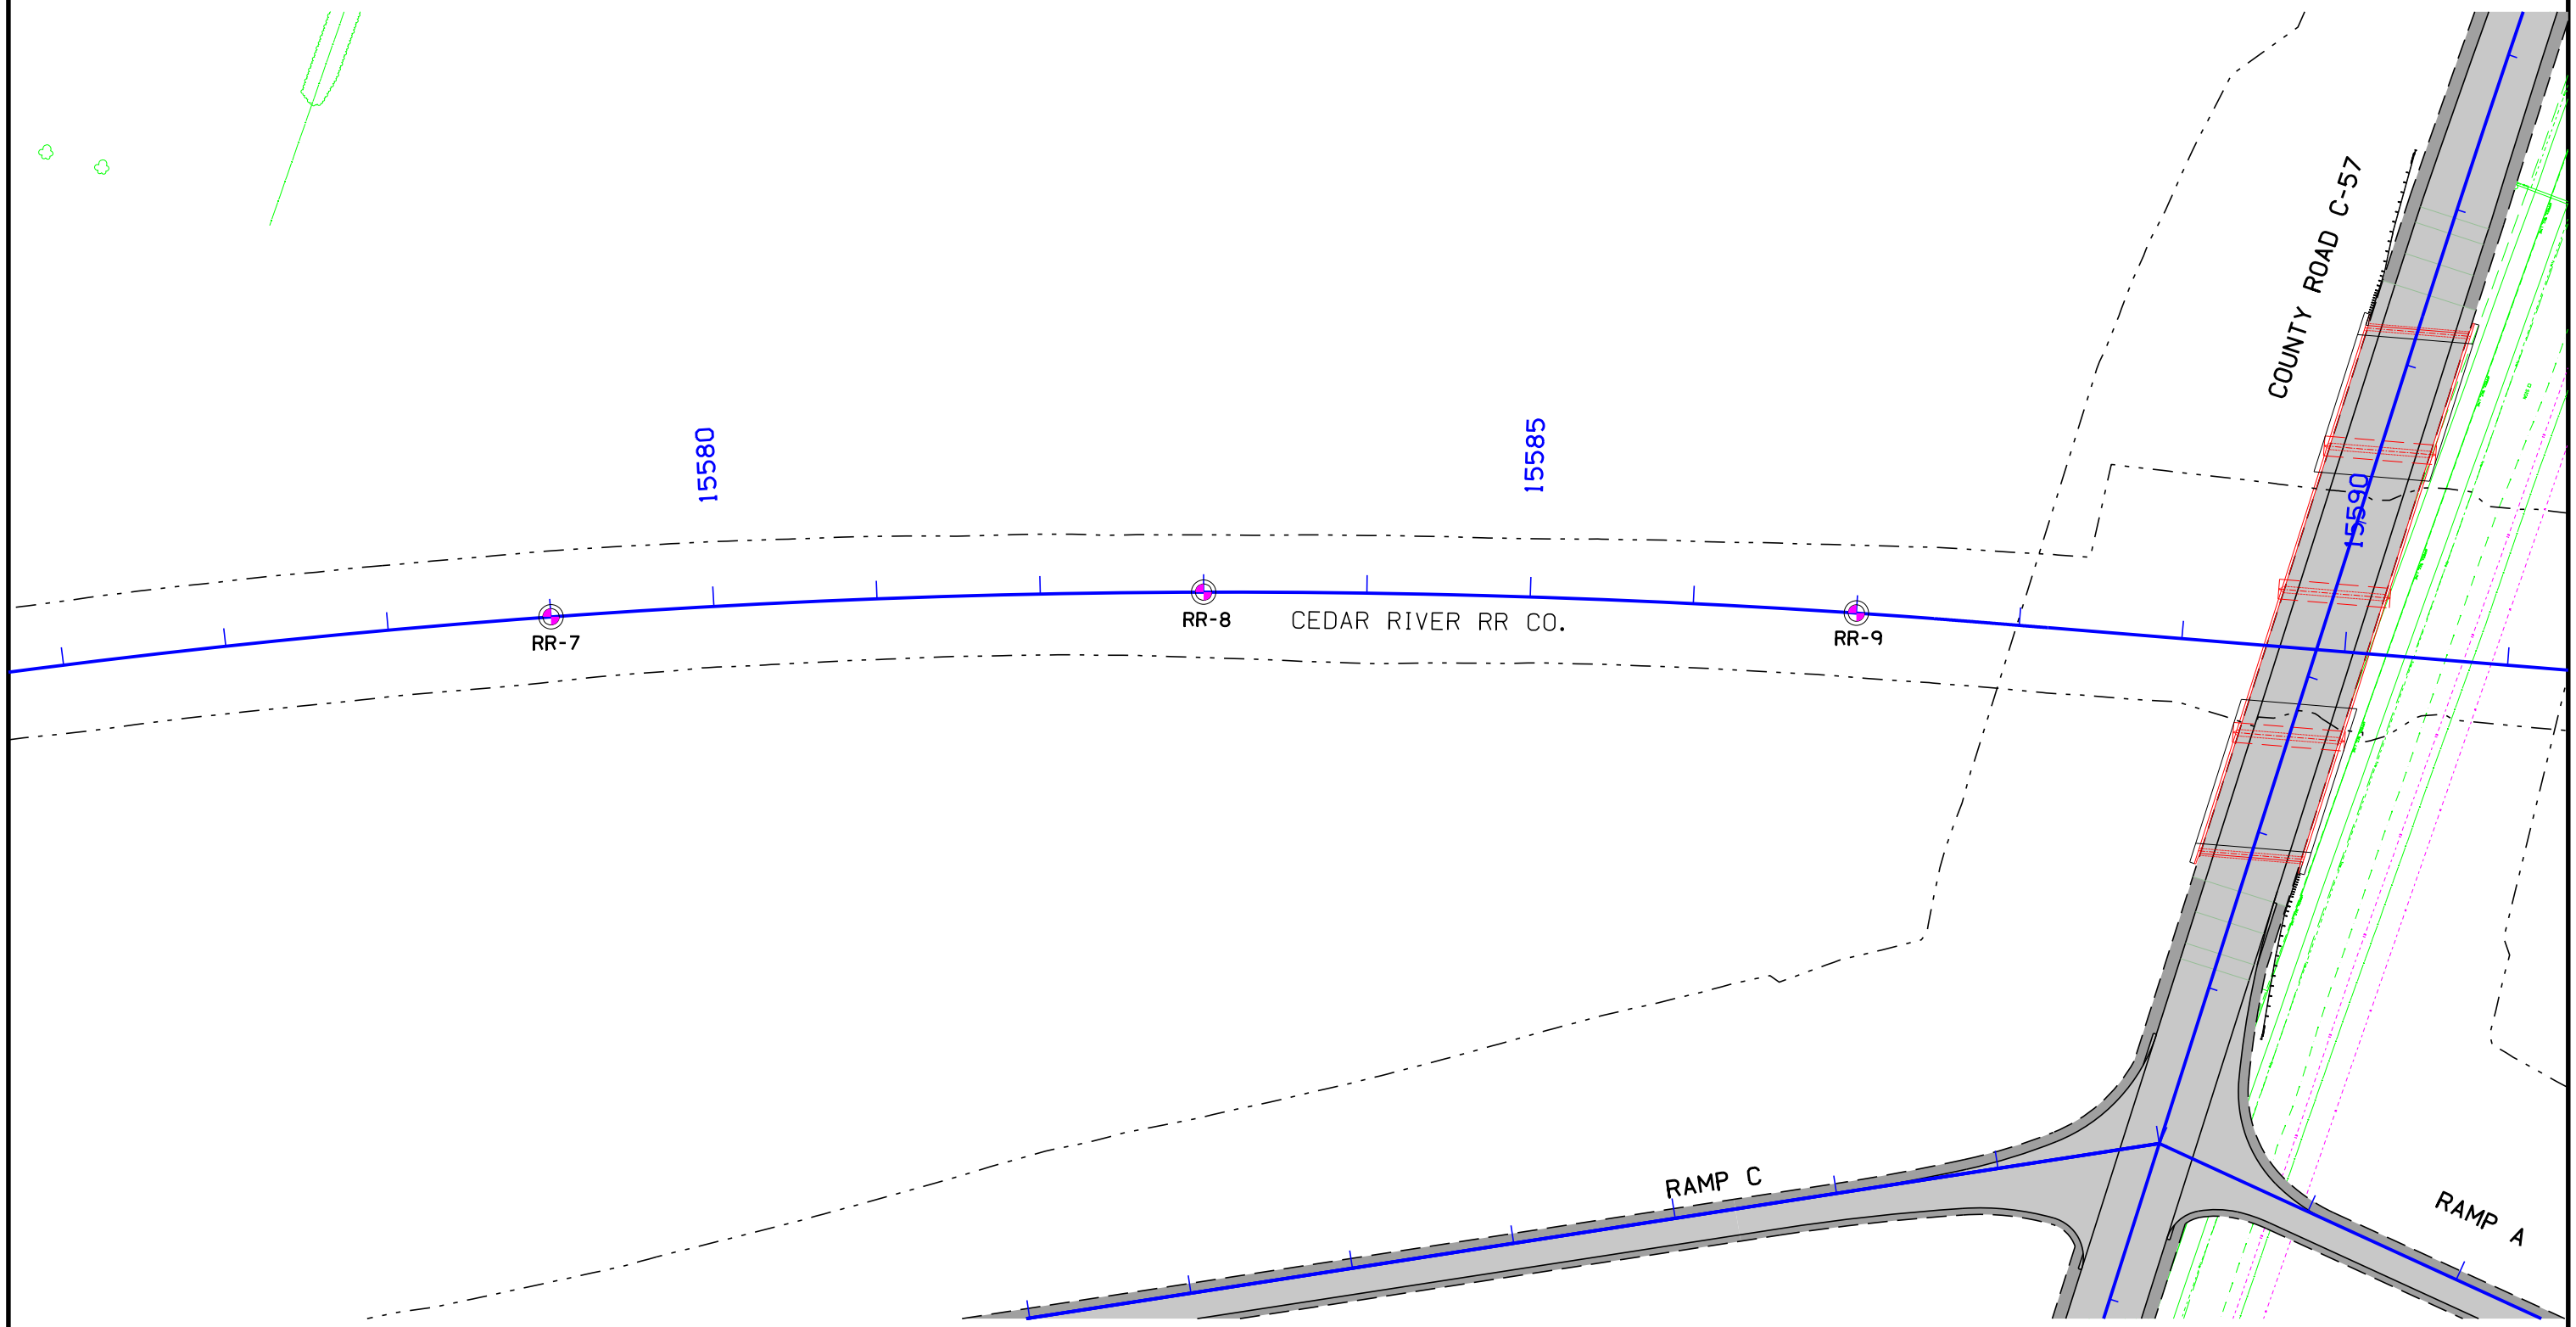 COUNTY ROAD C-57
15580
15585
15590
RR-7
RR-8
CEDAR RIVER RR CO.
RR-9
RAMP C
RAMP A